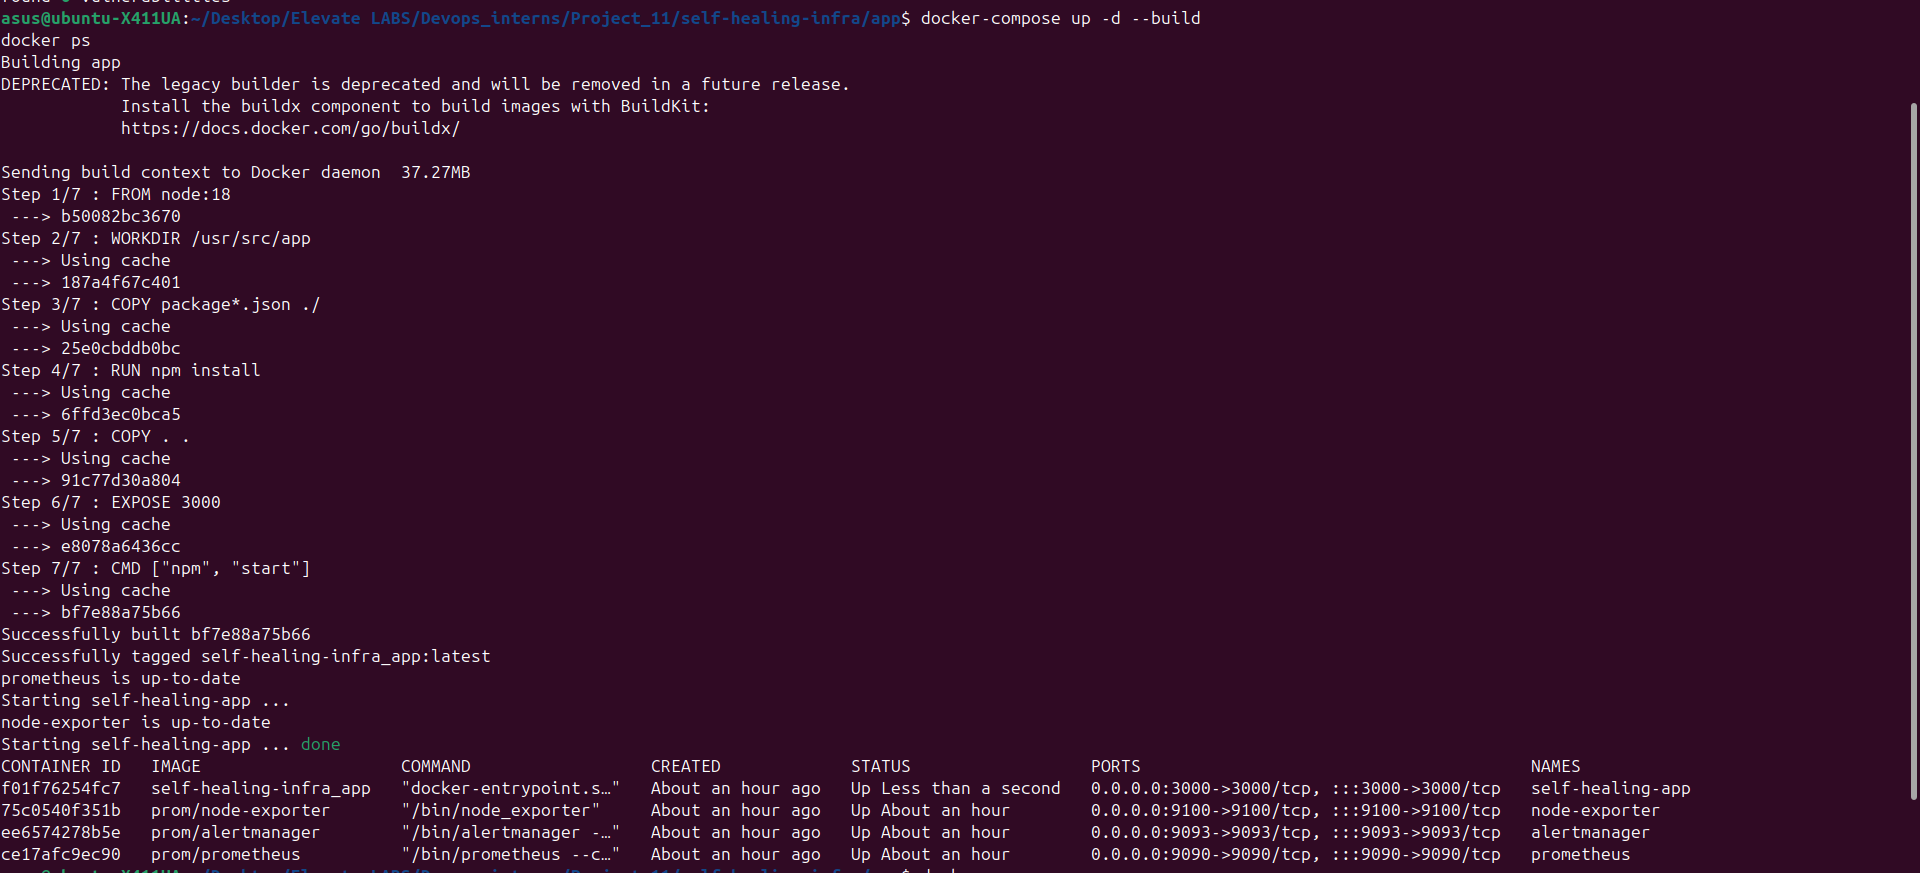 asus@ubuntu-X411UA:~/Desktop/Elevate LABS/Devops_interns/Project_11/self-healing-infra/app$ docker-compose up -d --build
docker ps
Building app
DEPRECATED: The legacy builder is deprecated and will be removed in a future release.
            Install the buildx component to build images with BuildKit:
            https://docs.docker.com/go/buildx/

Sending build context to Docker daemon  37.27MB
Step 1/7 : FROM node:18
 ---> b50082bc3670
Step 2/7 : WORKDIR /usr/src/app
 ---> Using cache
 ---> 187a4f67c401
Step 3/7 : COPY package*.json ./
 ---> Using cache
 ---> 25e0cbddb0bc
Step 4/7 : RUN npm install
 ---> Using cache
 ---> 6ffd3ec0bca5
Step 5/7 : COPY . .
 ---> Using cache
 ---> 91c77d30a804
Step 6/7 : EXPOSE 3000
 ---> Using cache
 ---> e8078a6436cc
Step 7/7 : CMD ["npm", "start"]
 ---> Using cache
 ---> bf7e88a75b66
Successfully built bf7e88a75b66
Successfully tagged self-healing-infra_app:latest
prometheus is up-to-date
Starting self-healing-app ...
node-exporter is up-to-date
Starting self-healing-app ... done
CONTAINER ID   IMAGE                    COMMAND                  CREATED             STATUS                  PORTS                                       NAMES
f01f76254fc7   self-healing-infra_app   "docker-entrypoint.s…"   About an hour ago   Up Less than a second   0.0.0.0:3000->3000/tcp, :::3000->3000/tcp   self-healing-app
75c0540f351b   prom/node-exporter       "/bin/node_exporter"     About an hour ago   Up About an hour        0.0.0.0:9100->9100/tcp, :::9100->9100/tcp   node-exporter
ee6574278b5e   prom/alertmanager        "/bin/alertmanager -…"   About an hour ago   Up About an hour        0.0.0.0:9093->9093/tcp, :::9093->9093/tcp   alertmanager
ce17afc9ec90   prom/prometheus          "/bin/prometheus --c…"   About an hour ago   Up About an hour        0.0.0.0:9090->9090/tcp, :::9090->9090/tcp   prometheus